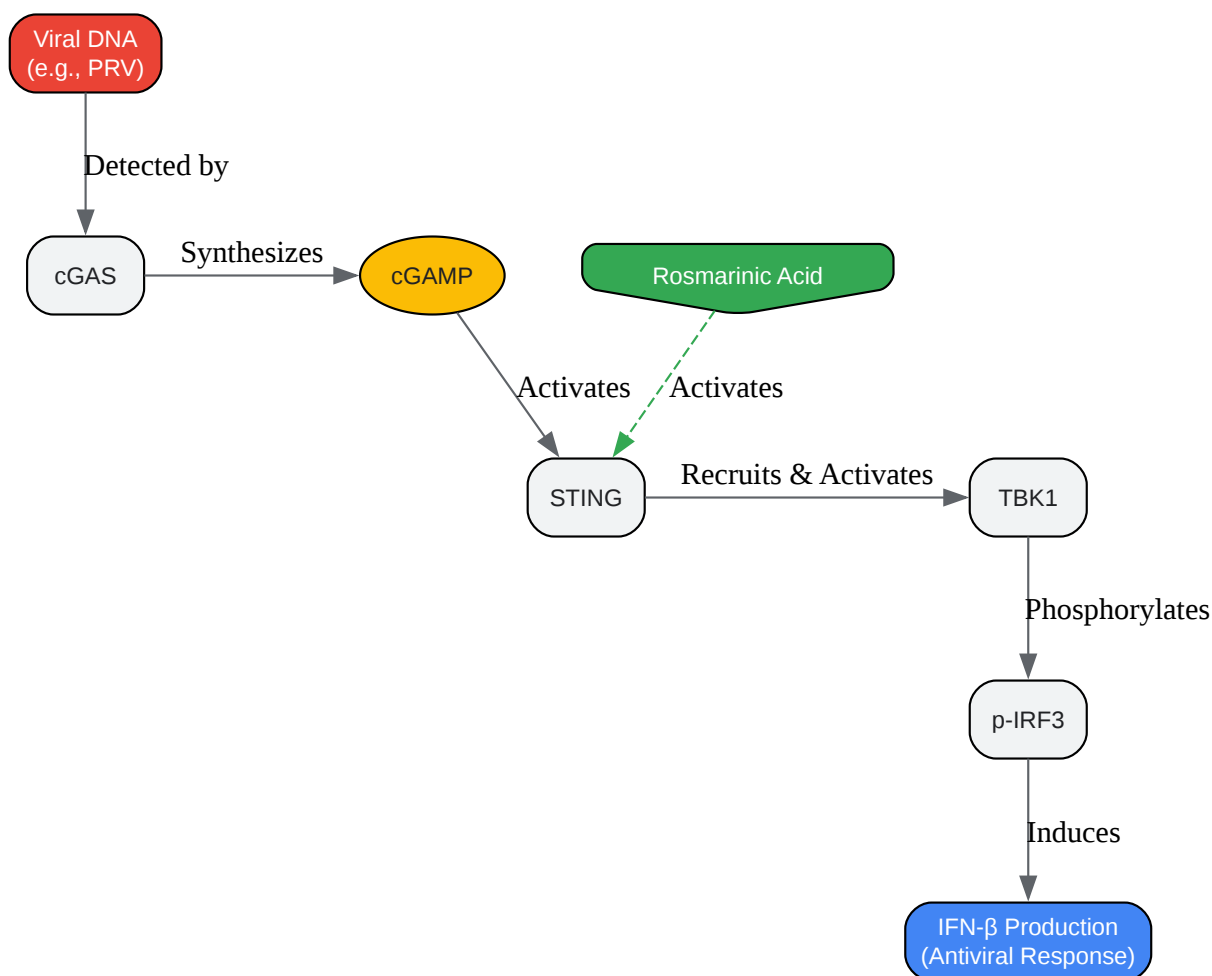 Viral DNA
(e.g., PRV)
Detected by
cGAS
Synthesizes
cGAMP
Rosmarinic Acid
Activates
Activates
STING
Recruits & Activates
TBK1
Phosphorylates
p-IRF3
Induces
IFN-β Production
(Antiviral Response)